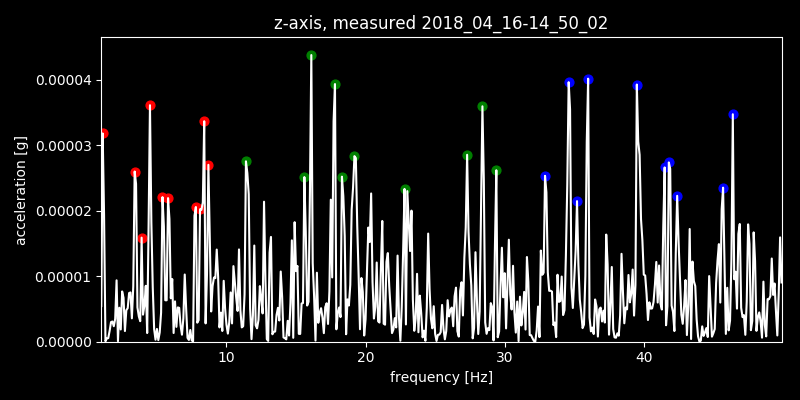 z-axis, measured 2018_04_16-14_50_02
acceleration [g]
0.00004
0.00003
0.00002
0.00001
0.00000
10 20 30 40
frequency [Hz]